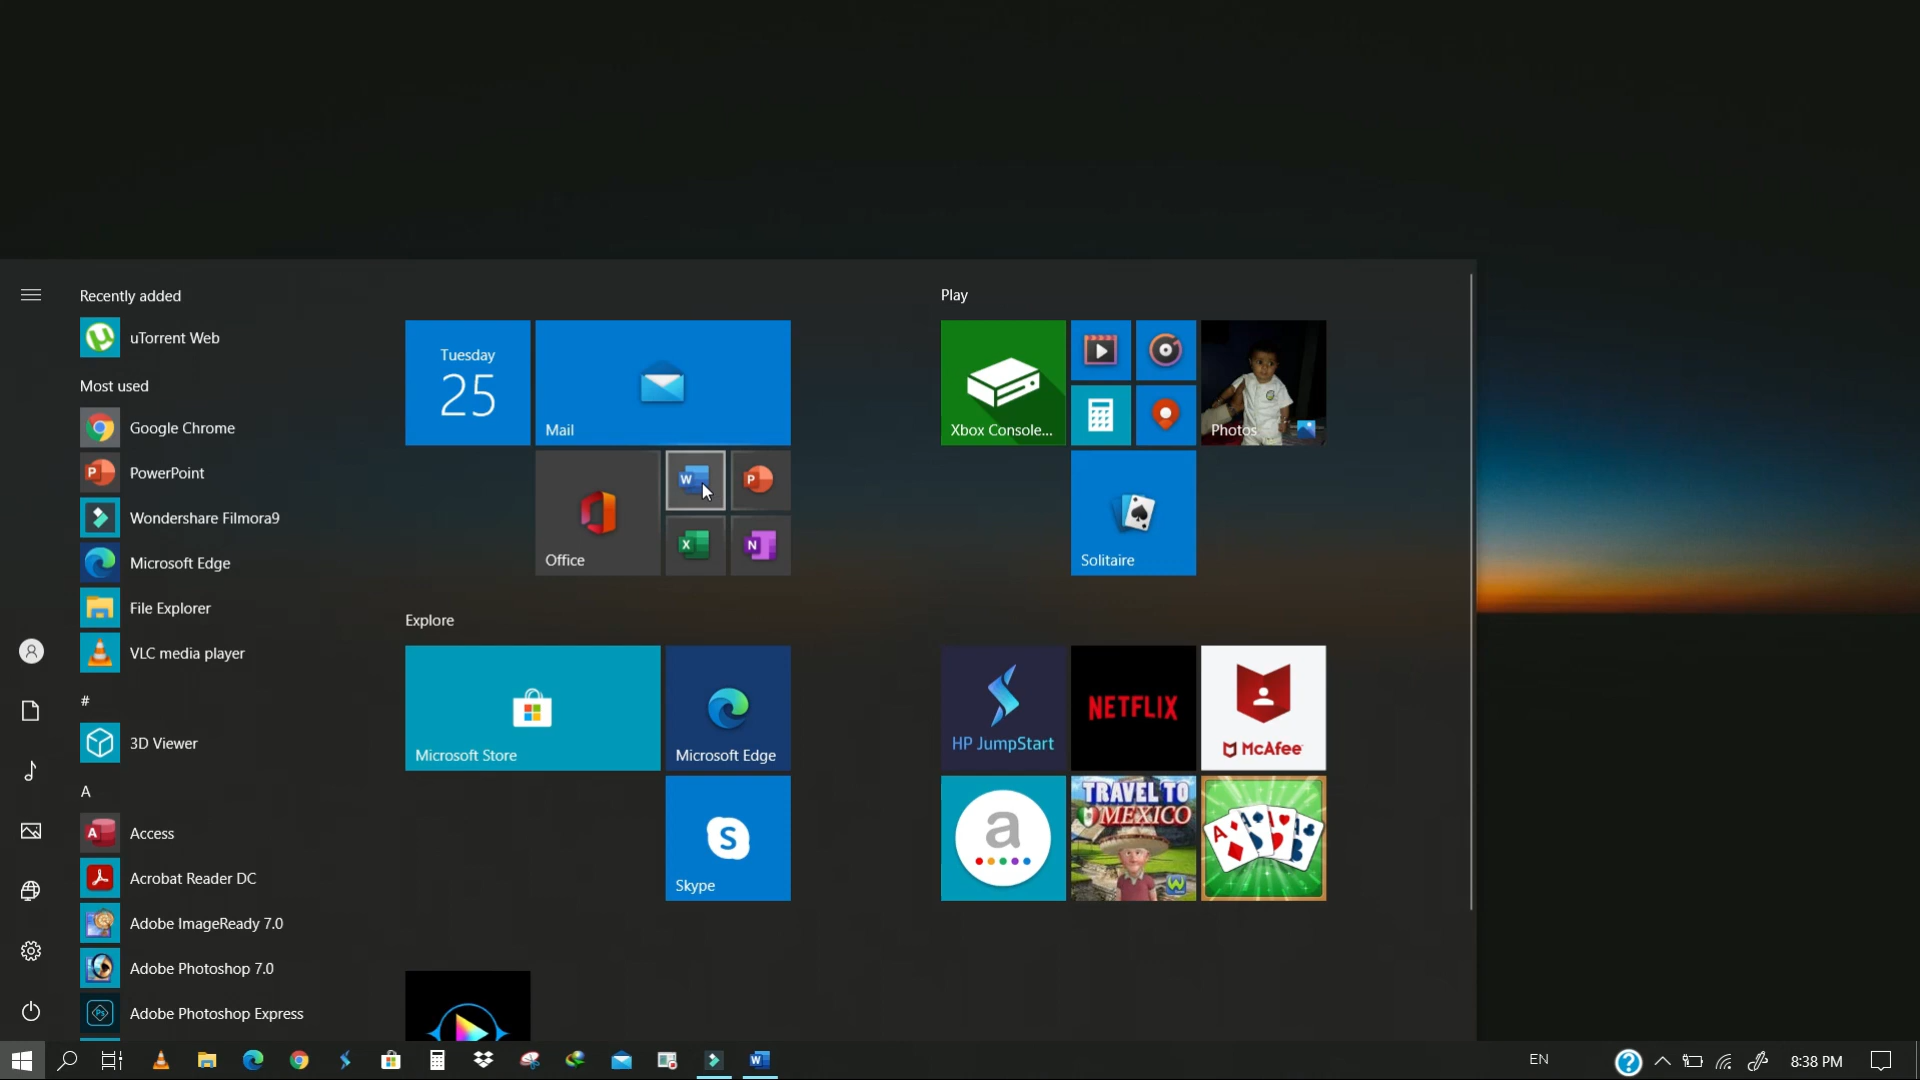 Recently added
uTorrent Web
Most used
Google Chrome
PowerPoint
Wondershare Filmora9
Microsoft Edge
File Explorer
VLC media player
#
3D Viewer
A
Access
Acrobat Reader DC
Adobe ImageReady 7.0
Adobe Photoshop 7.0
Adobe Photoshop Express
Tuesday
25
Mail
Office
Explore
Microsoft Store
Microsoft Edge
Skype
Play
Xbox Console...
Photos
Solitaire
HP JumpStart
NETFLIX
McAfee
a
TRAVEL TO
MEXICO
EN
8:38 PM